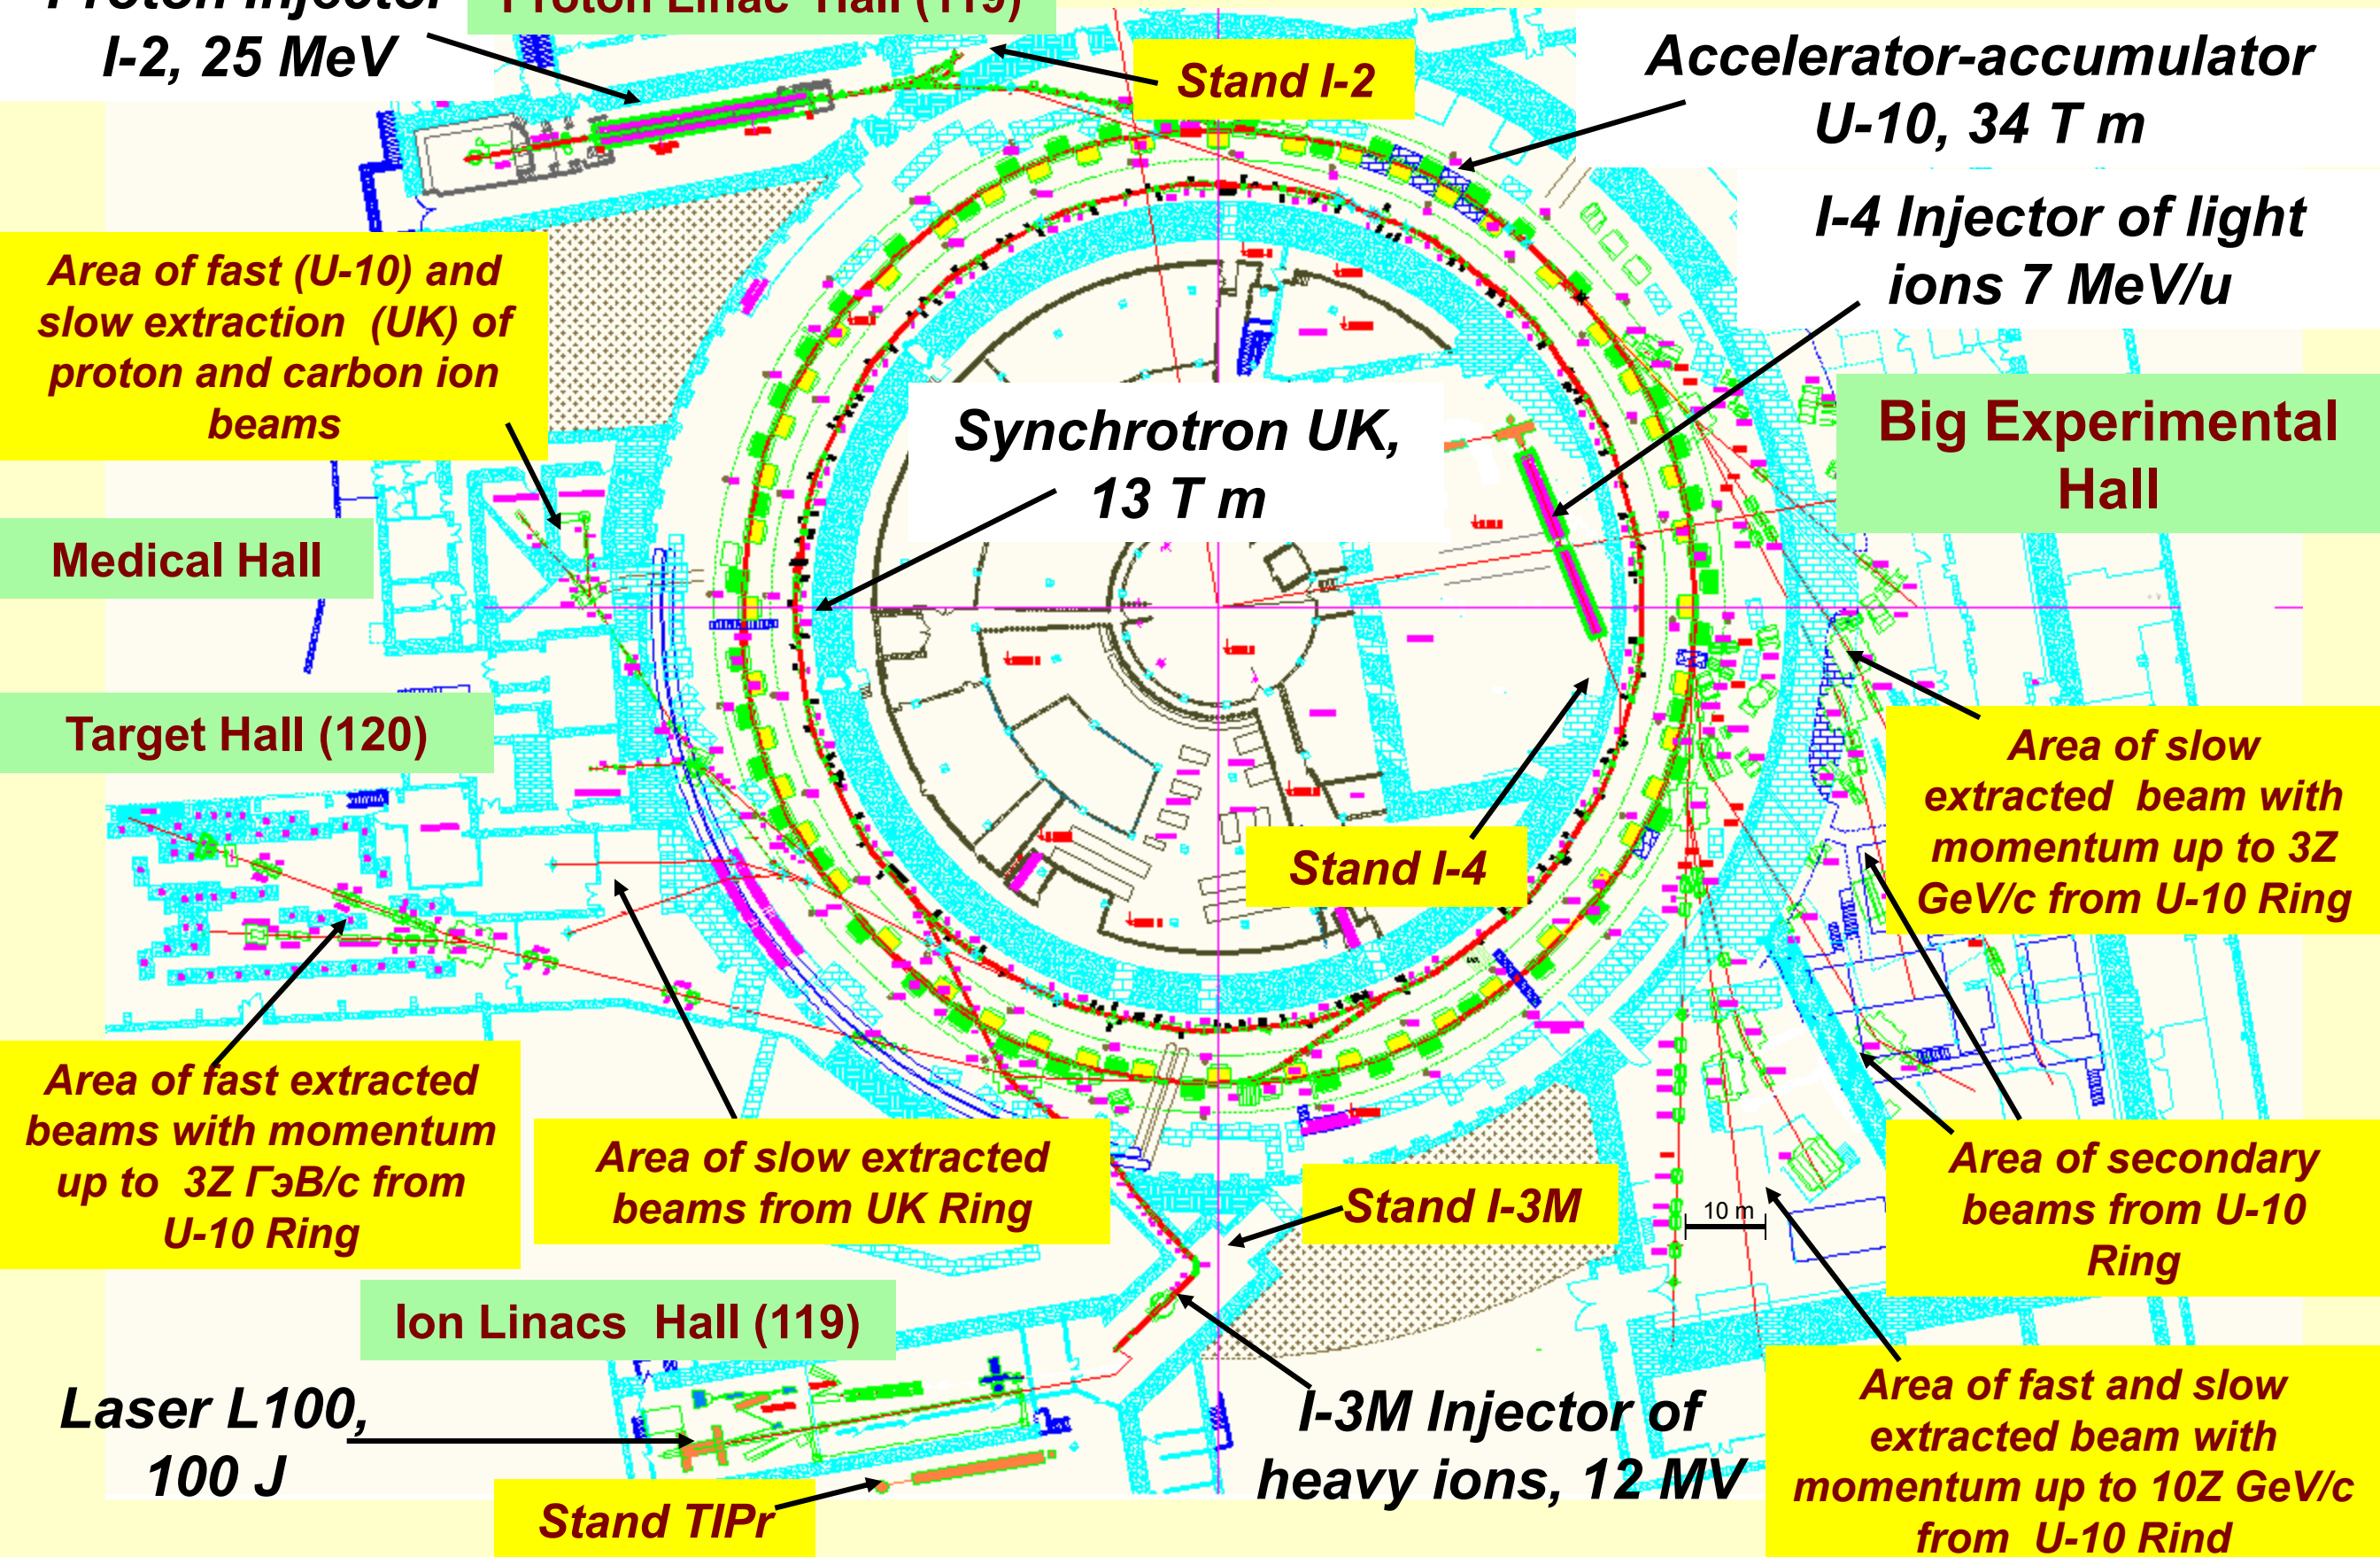 Proton Injector
I-2, 25 MeV
Proton Linac Hall (119)
Stand I-2
Accelerator-accumulator
U-10, 34 T m
I-4 Injector of light
ions 7 MeV/u
Area of fast (U-10) and
slow extraction (UK) of
proton and carbon ion
beams
Synchrotron UK,
13 T m
Big Experimental
Hall
Medical Hall
Target Hall (120)
Area of slow
extracted beam with
momentum up to 3Z
GeV/c from U-10 Ring
Stand I-4
Area of fast extracted
beams with momentum
up to 3Z ГэВ/c from
U-10 Ring
Area of slow extracted
beams from UK Ring
Stand I-3M
10 m
Area of secondary
beams from U-10
Ring
Ion Linacs Hall (119)
Laser L100,
100 J
Stand TIPr
I-3M Injector of
heavy ions, 12 MV
Area of fast and slow
extracted beam with
momentum up to 10Z GeV/c
from U-10 Rind